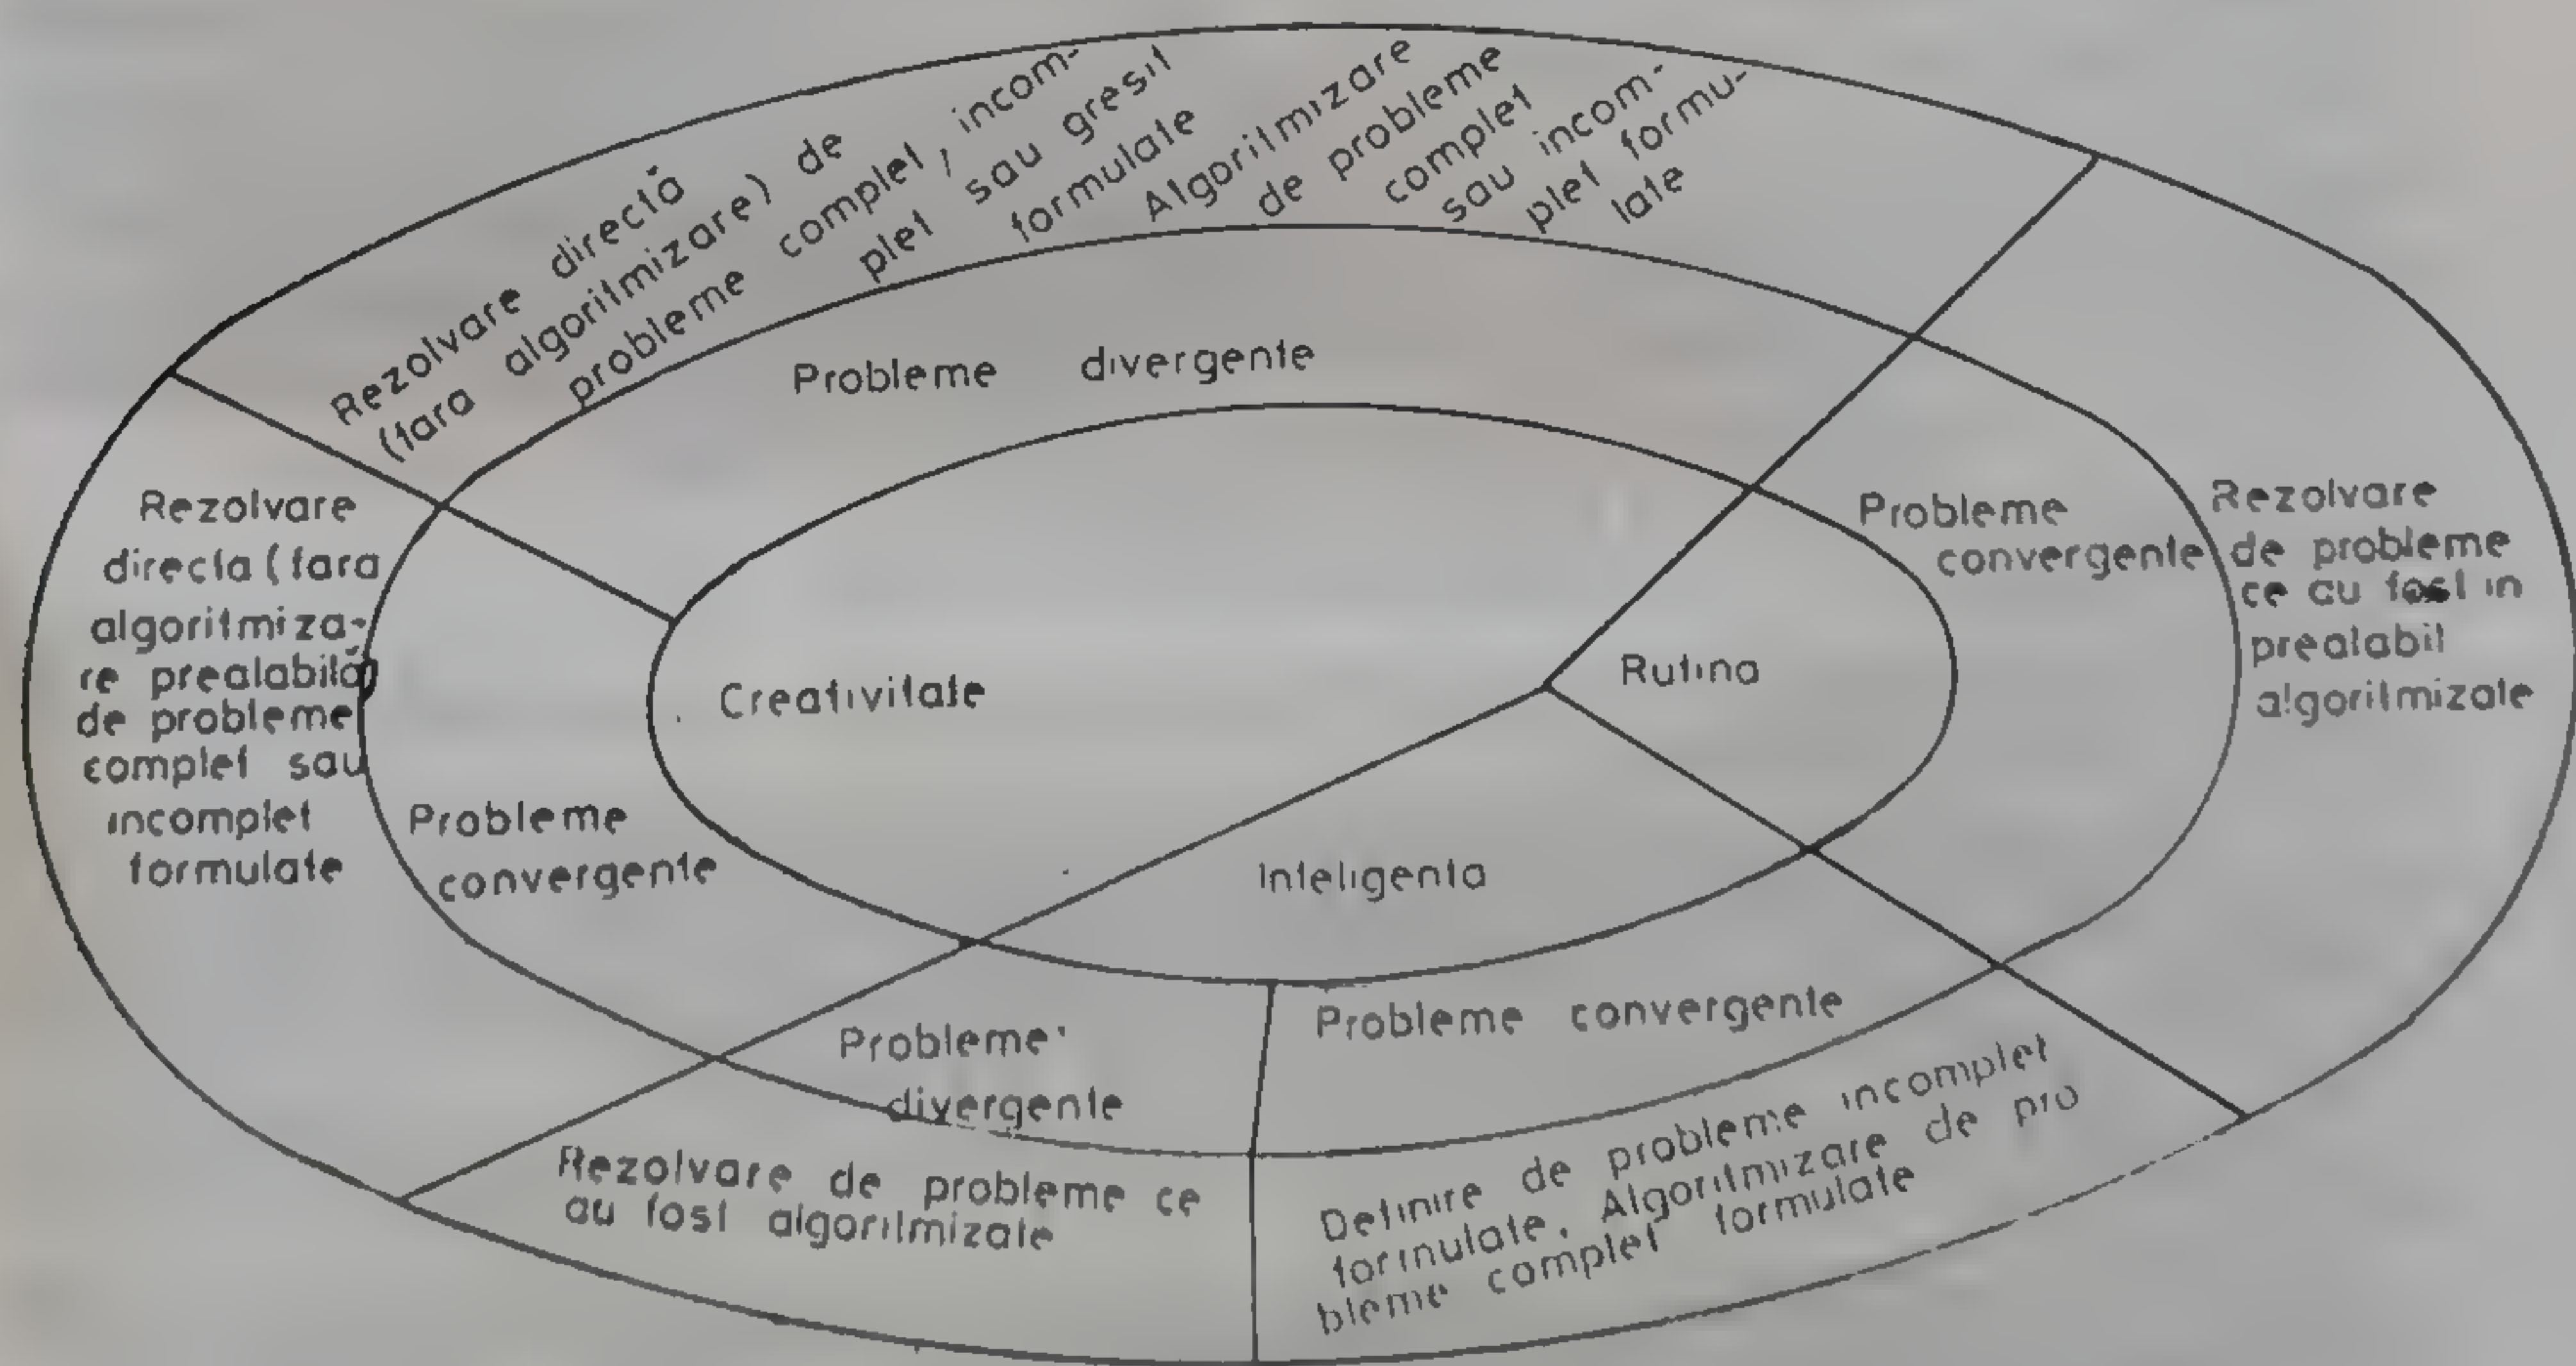 Rezolvare directă
(fara algoritmizare) de
probleme complet, incom-
plet sau gresit
formulate
Algoritmizare
de probleme
complet
sau incom-
plet formu-
late
Probleme divergente
Rezolvare
directa (fara
algoritmiza-
re prealabilă)
de probleme
complet sau
incomplet
formulate
Probleme
convergente
Creativitate
Rutina
Inteligenta
Probleme
convergente
Rezolvare
de probleme
ce au fost in
prealabil
algoritmizate
Probleme
divergente
Probleme convergente
Rezolvare de probleme ce
au fost algoritmizate
Definire de probleme incomplet
formulate. Algoritmizare de pro
bleme complet formulate